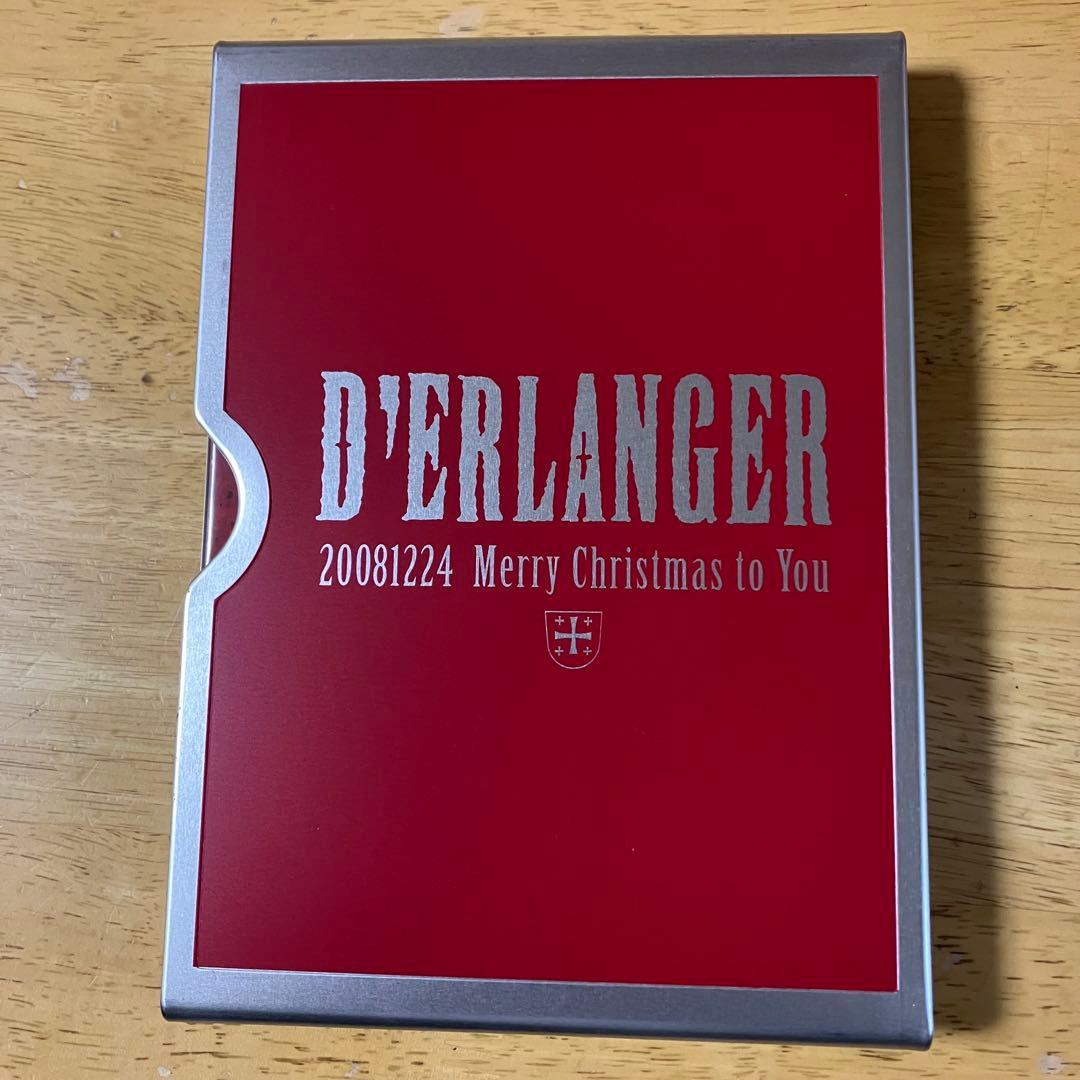 D'ERLANGER
20081224 Merry Christmas to You